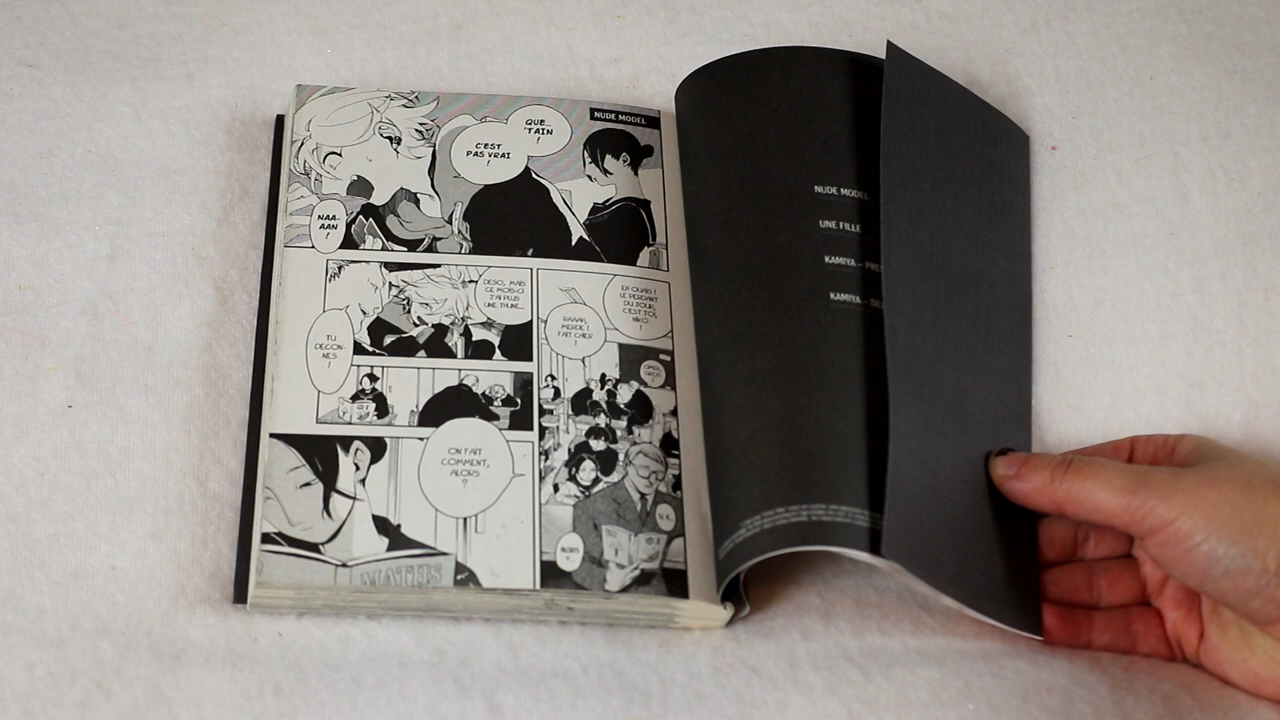 NUDE MODEL
QUE...
'TAIN
!
C'EST
PAS VRAI
!
NAA-
AAN
!
DÉSO, MAIS
CE MOIS-CI
J'AI PLUS
UNE THUNE...
TU
DÉCON-
NES
!
EH OUAIS !
LE PERDANT
DU JOUR,
C'EST TOI,
NIKO
!
RAAAH,
MERDE !
FAIT CHIER
!
GROS
!
ON FAIT
COMMENT,
ALORS
?
ALORS
MATHS
NUDE MODEL
UNE FILLE
KAMIYA –
KAMIYA –